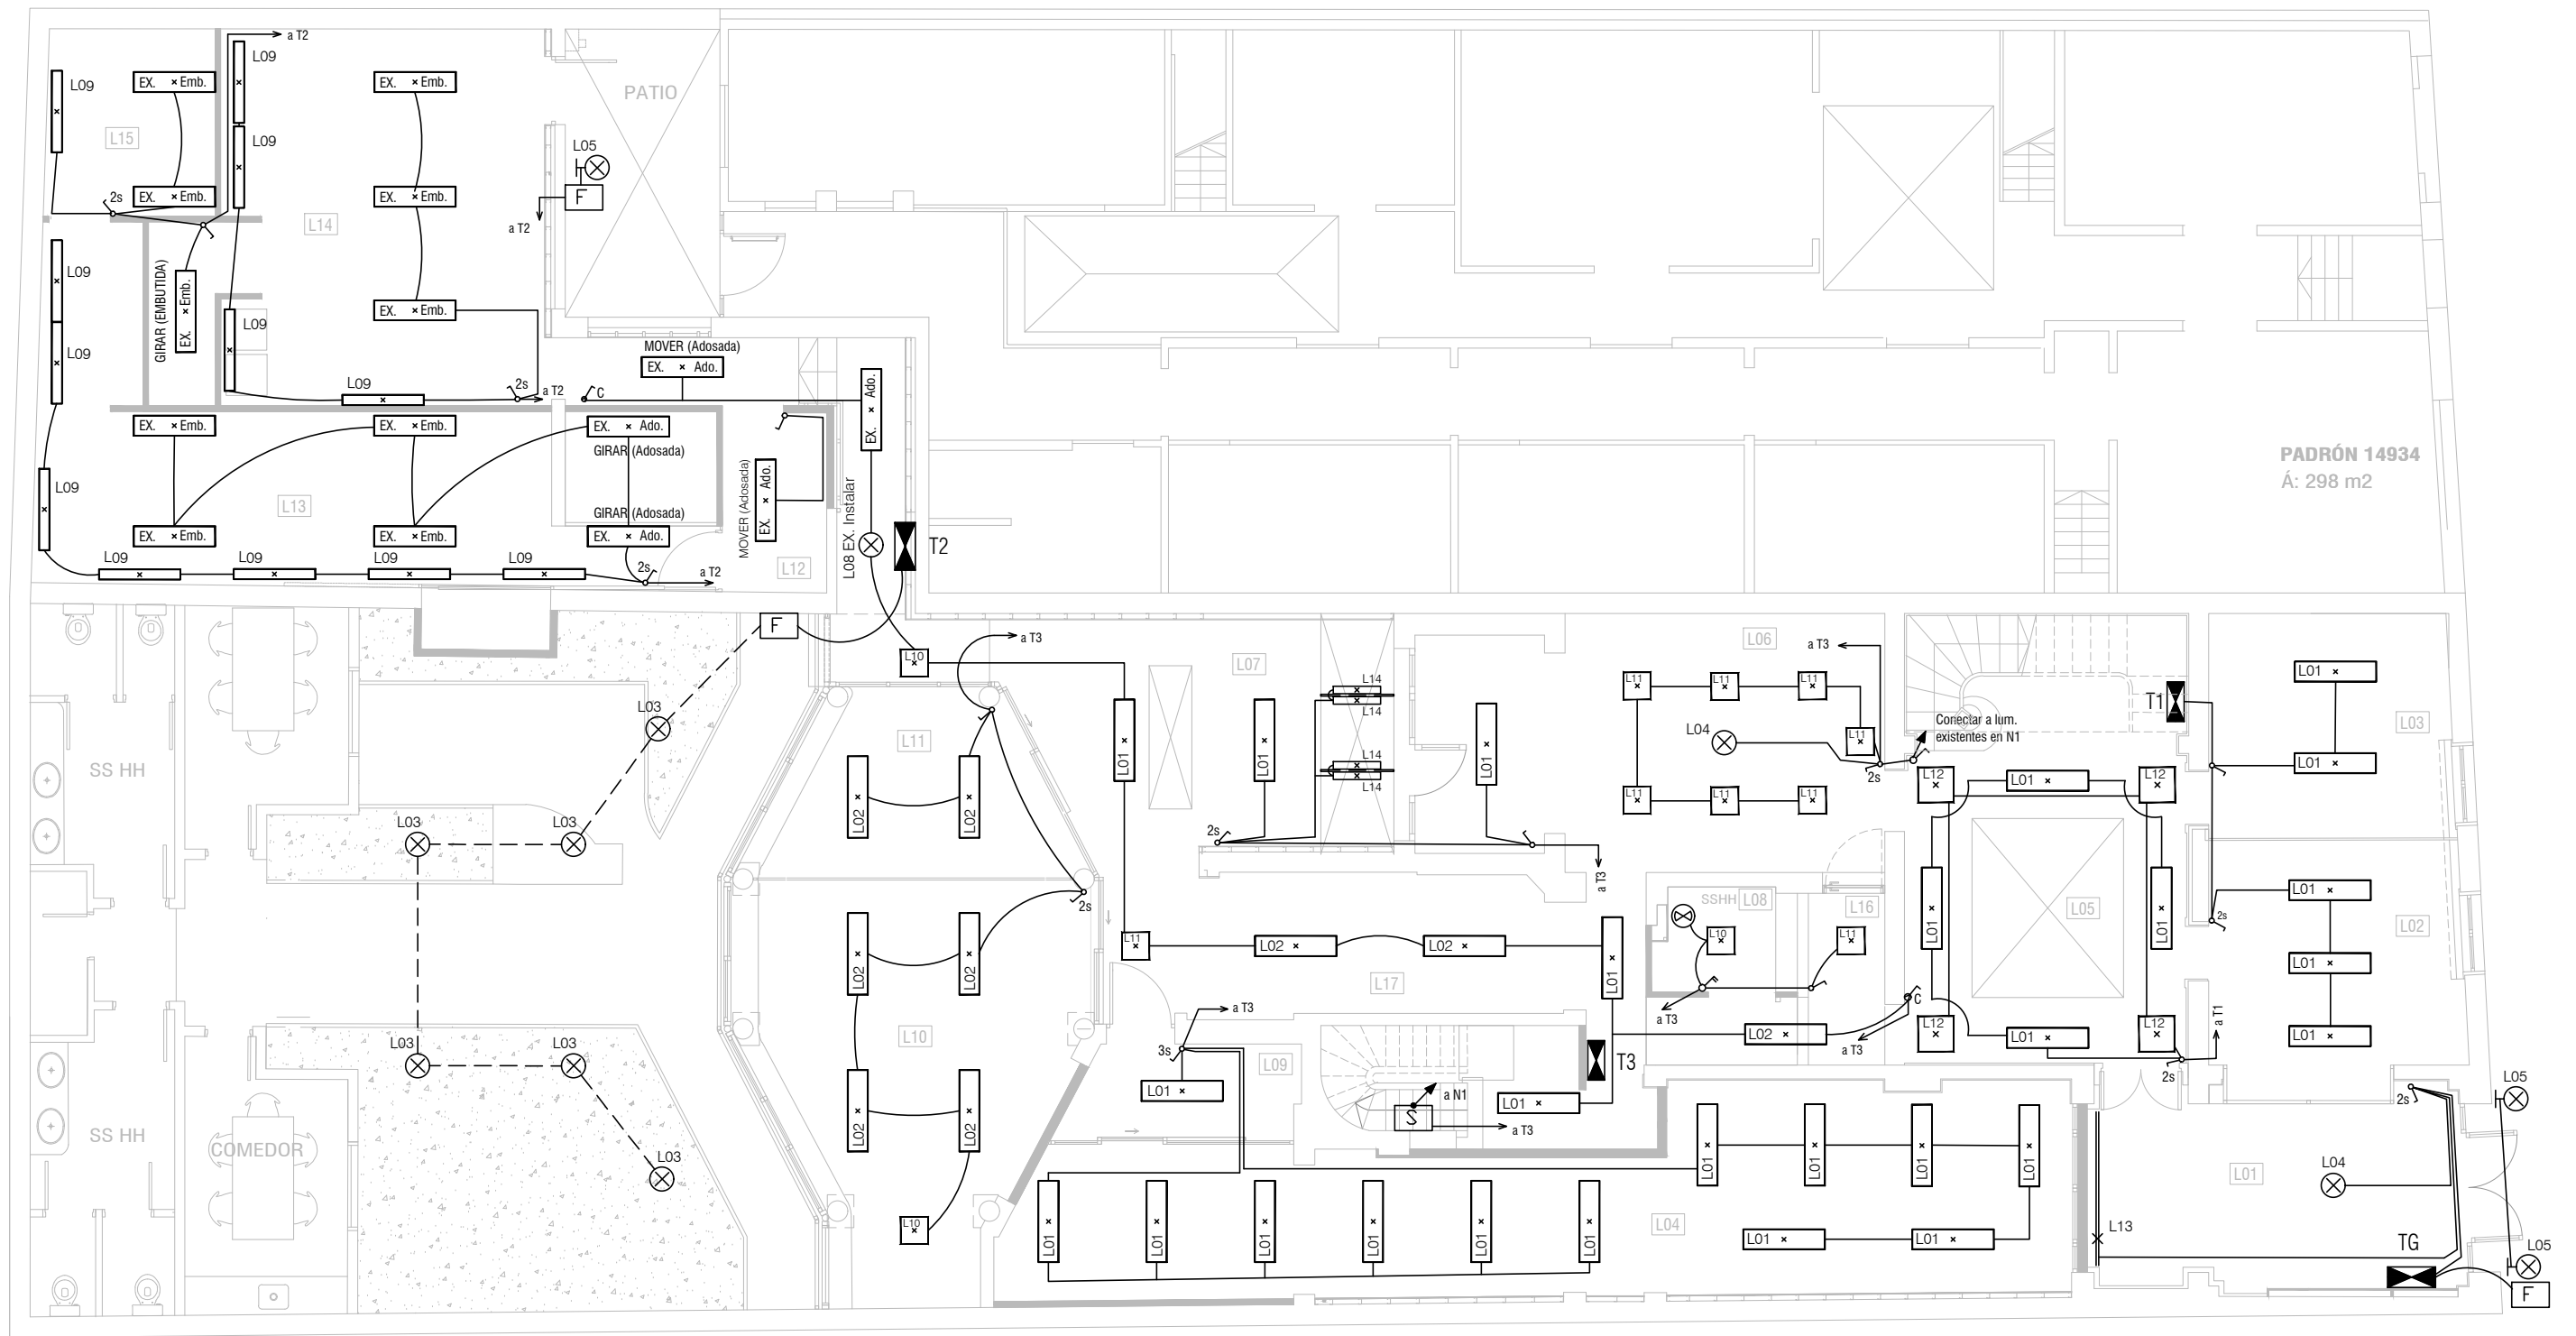 a T2
L09
L09
EX. × Emb.
EX. × Emb.
PATIO
L15
L09
L05
EX. × Emb.
EX. × Emb.
F
2s
L14
a T2
L09
GIRAR (EMBUTIDA)
EX. × Emb.
EX. × Emb.
L09
L09
MOVER (Adosada)
EX. × Ado.
L09
2s
a T2
C
EX. × Ado.
EX. × Emb.
EX. × Emb.
EX. × Ado.
GIRAR (Adosada)
PADRÓN 14934
Á: 298 m2
L09
L13
MOVER (Adosada)
EX. × Ado.
L08 EX. Instalar
GIRAR (Adosada)
EX. × Emb.
EX. × Emb.
EX. × Ado.
T2
L09
L09
L09
L09
2s
a T2
L12
F
a T3
L10
L07
L06
a T3
L14
L14
L11
L11
L11
T1
L01
L03
L03
Conectar a lum.
existentes en N1
L11
L01
L01
L01
L04
L11
2s
L01
L14
L14
SS HH
L12
L01
L12
L02
L02
L11
L11
L11
L03
L03
2s
a T3
L01
2s
2s
SSHH
L08
L16
L01
L05
L01
L02
L02
L02
L11
L02
L02
L01
L10
L11
L01
L17
C
a T3
a T3
L02
a T3
L12
L01
L12
a T1
L01
L10
3s
L09
T3
2s
L03
L03
L01
a N1
S
a T3
L01
2s
L05
SS HH
COMEDOR
L02
L02
L01
L01
L01
L01
L03
L04
L01
L10
L01
L01
L01
L01
L01
L01
L04
L01
L01
L13
TG
L05
F